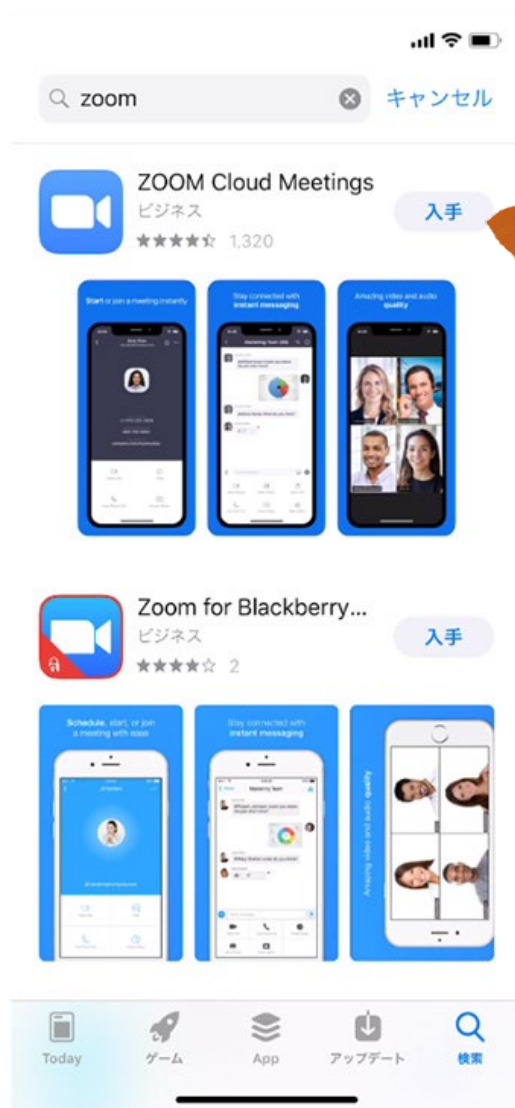 zoom
キャンセル
ZOOM Cloud Meetings
ビジネス
入手
1,320
Start or join a meeting instantly
Stay connected with
instant messaging
Amazing video and audio
quality
Zoom for Blackberry...
ビジネス
入手
2
Schedule, start, or join
a meeting with ease
Stay connected with
instant messaging
Amazing video and audio quality
Today
ゲーム
App
アップデート
検索